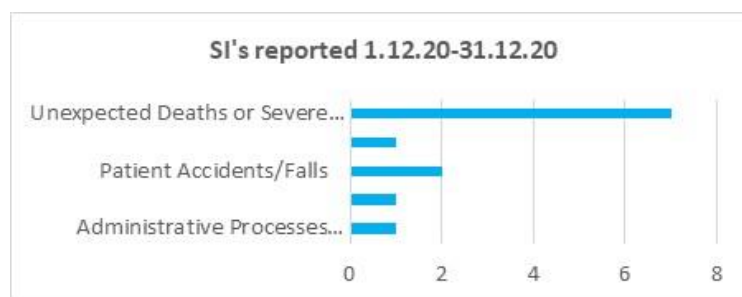 SI's reported 1.12.20-31.12.20
Unexpected Deaths or Severe...
Patient Accidents/Falls
Administrative Processes...
0 2 4 6 8